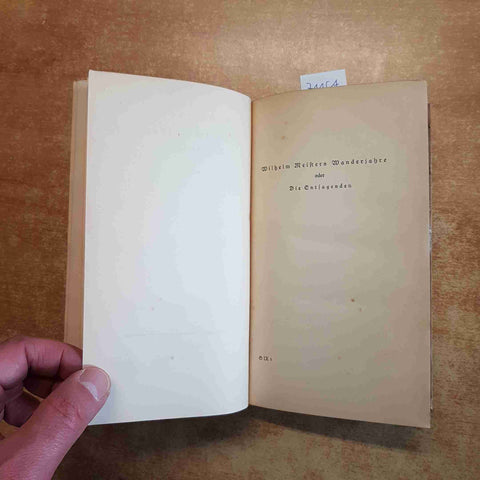 Wilhelm Meiſters Wanderjahre
oder
Die Entſagenden